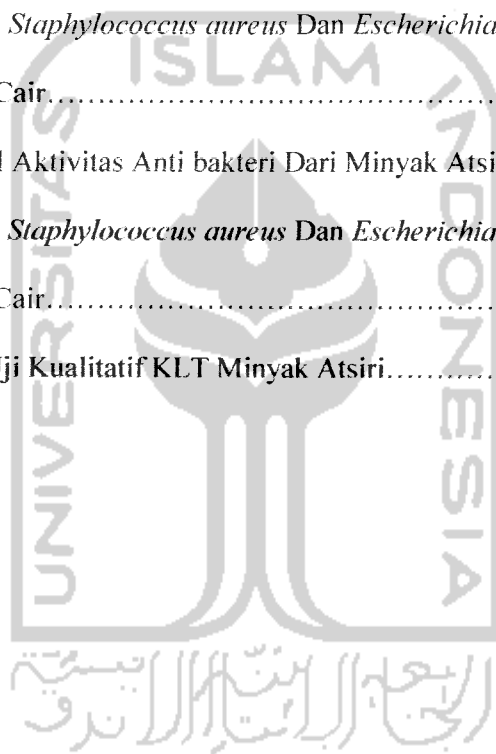 Staphylococcus aureus Dan Escherichia
Cair..........................................
Aktivitas Anti bakteri Dari Minyak Atsi
Staphylococcus aureus Dan Escherichia
Cair..........................................
Uji Kualitatif KLT Minyak Atsiri............
UNIVERSITAS
ISLAM
INDONESIA